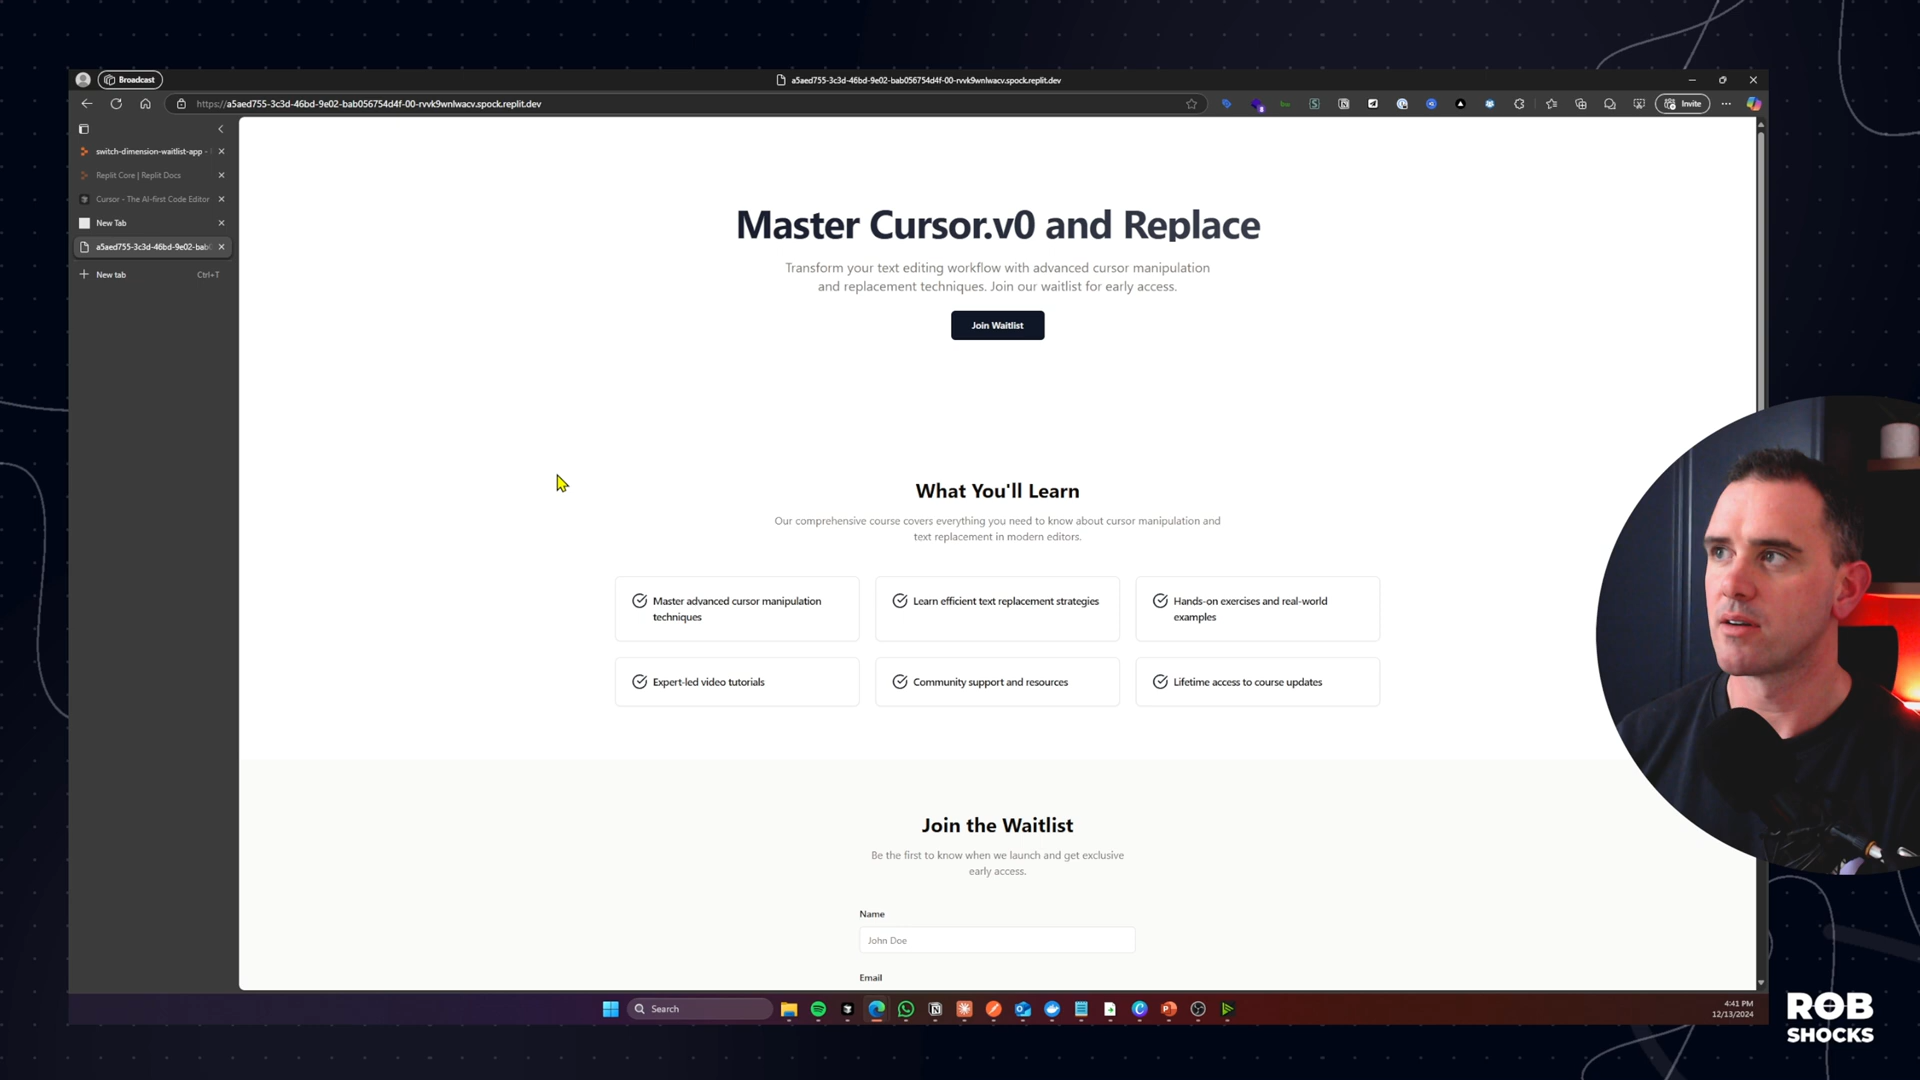 Broadcast
a5aed755-3c3d-46bd-9e02-bab056754d4f-00-rvvk9wnlwacv.spock.replit.dev
https://a5aed755-3c3d-46bd-9e02-bab056754d4f-00-rvvk9wnlwacv.spock.replit.dev
Invite
switch-dimension-waitlist-app -
Replit Core | Replit Docs
Cursor - The AI-first Code Editor
New Tab
a5aed755-3c3d-46bd-9e02-bab0
New tab Ctrl+T
Master Cursor.v0 and Replace
Transform your text editing workflow with advanced cursor manipulation
and replacement techniques. Join our waitlist for early access.
Join Waitlist
What You'll Learn
Our comprehensive course covers everything you need to know about cursor manipulation and
text replacement in modern editors.
Master advanced cursor manipulation
techniques
Learn efficient text replacement strategies
Hands-on exercises and real-world
examples
Expert-led video tutorials
Community support and resources
Lifetime access to course updates
Join the Waitlist
Be the first to know when we launch and get exclusive
early access.
Name
John Doe
Email
Search
4:41 PM
12/13/2024
ROB
SHOCKS